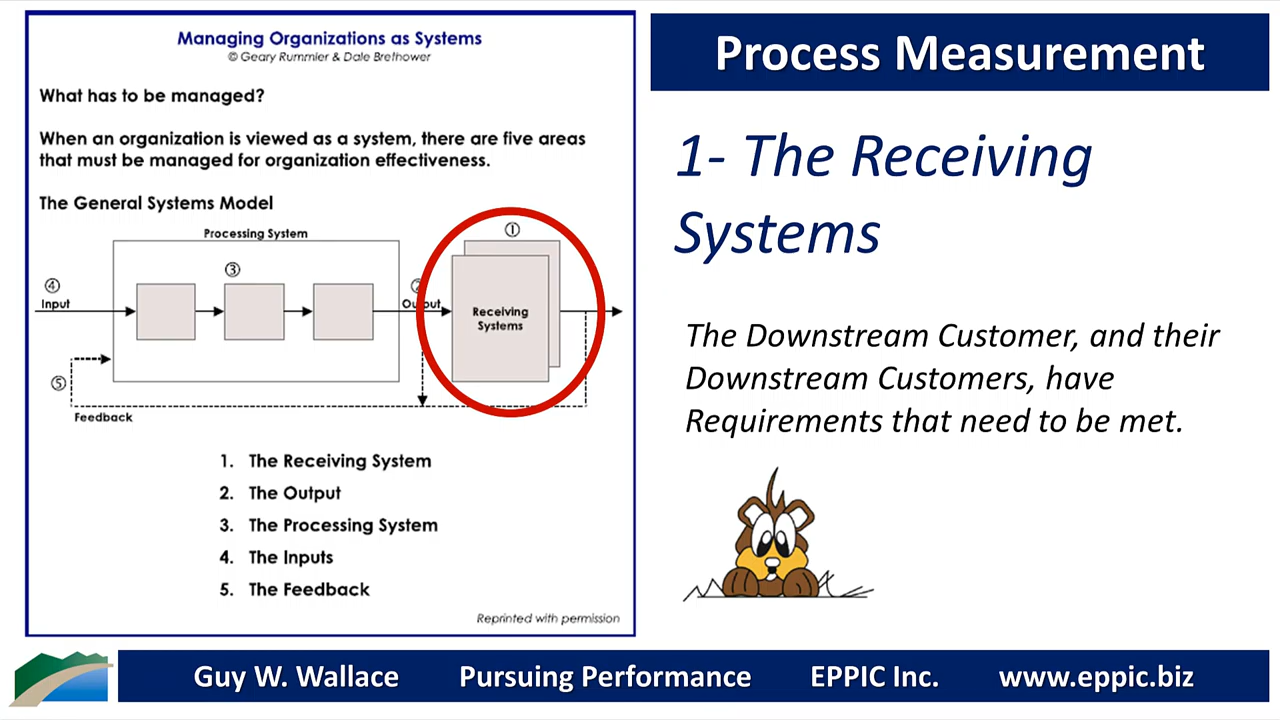 Managing Organizations as Systems
© Geary Rummler & Dale Brethower
What has to be managed?
When an organization is viewed as a system, there are five areas
that must be managed for organization effectiveness.
The General Systems Model
Processing System
①
③
④
②
Input
Output
Receiving
Systems
⑤
Feedback
1. The Receiving System
2. The Output
3. The Processing System
4. The Inputs
5. The Feedback
Reprinted with permission
Process Measurement
1- The Receiving
Systems
The Downstream Customer, and their
Downstream Customers, have
Requirements that need to be met.
Guy W. Wallace Pursuing Performance EPPIC Inc. www.eppic.biz